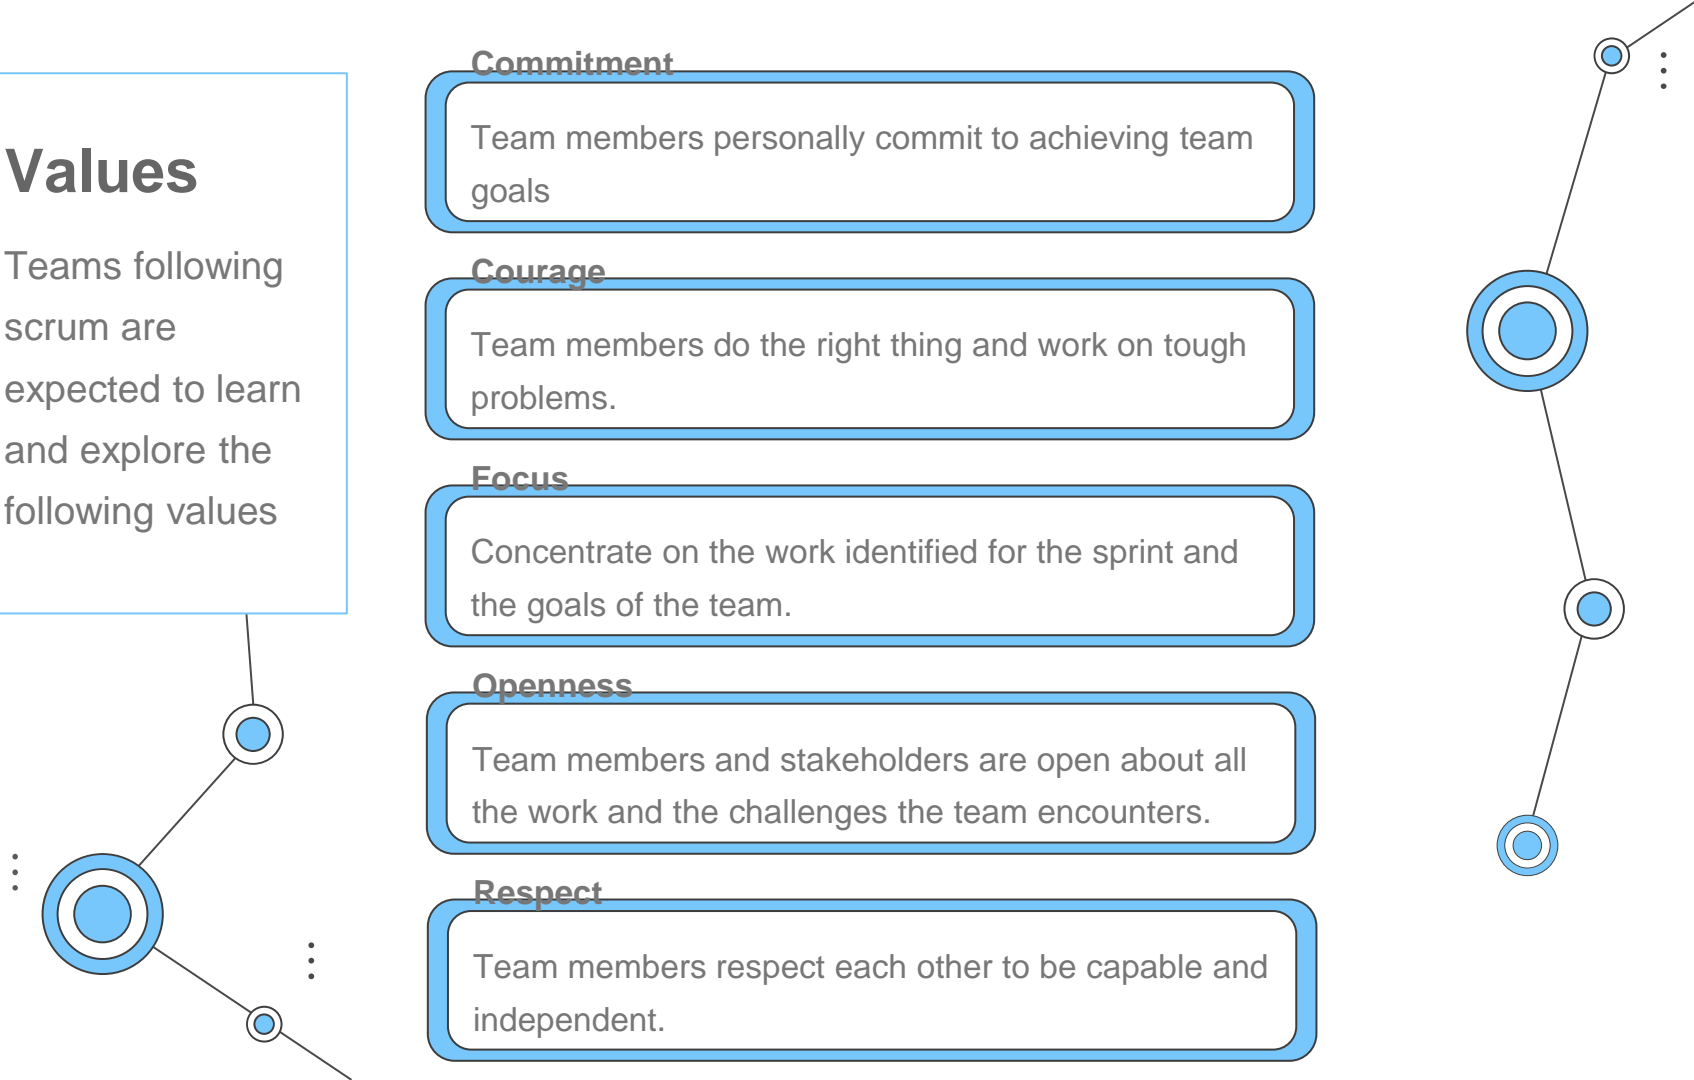 Values
Teams following
scrum are
expected to learn
and explore the
following values
Commitment
Team members personally commit to achieving team
goals
Courage
Team members do the right thing and work on tough
problems.
Focus
Concentrate on the work identified for the sprint and
the goals of the team.
Openness
Team members and stakeholders are open about all
the work and the challenges the team encounters.
Respect
Team members respect each other to be capable and
independent.